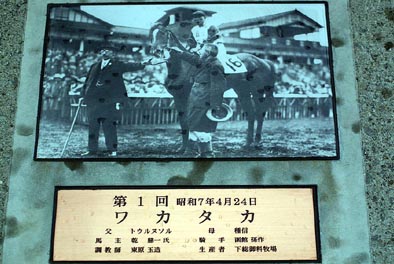 第1回 昭和7年4月24日
ワカタカ
父 トウルヌソル 母 種信
馬主 乾 鼎一氏 騎手 函館 孫作
調教師 東原 玉造 生産者 下総御料牧場